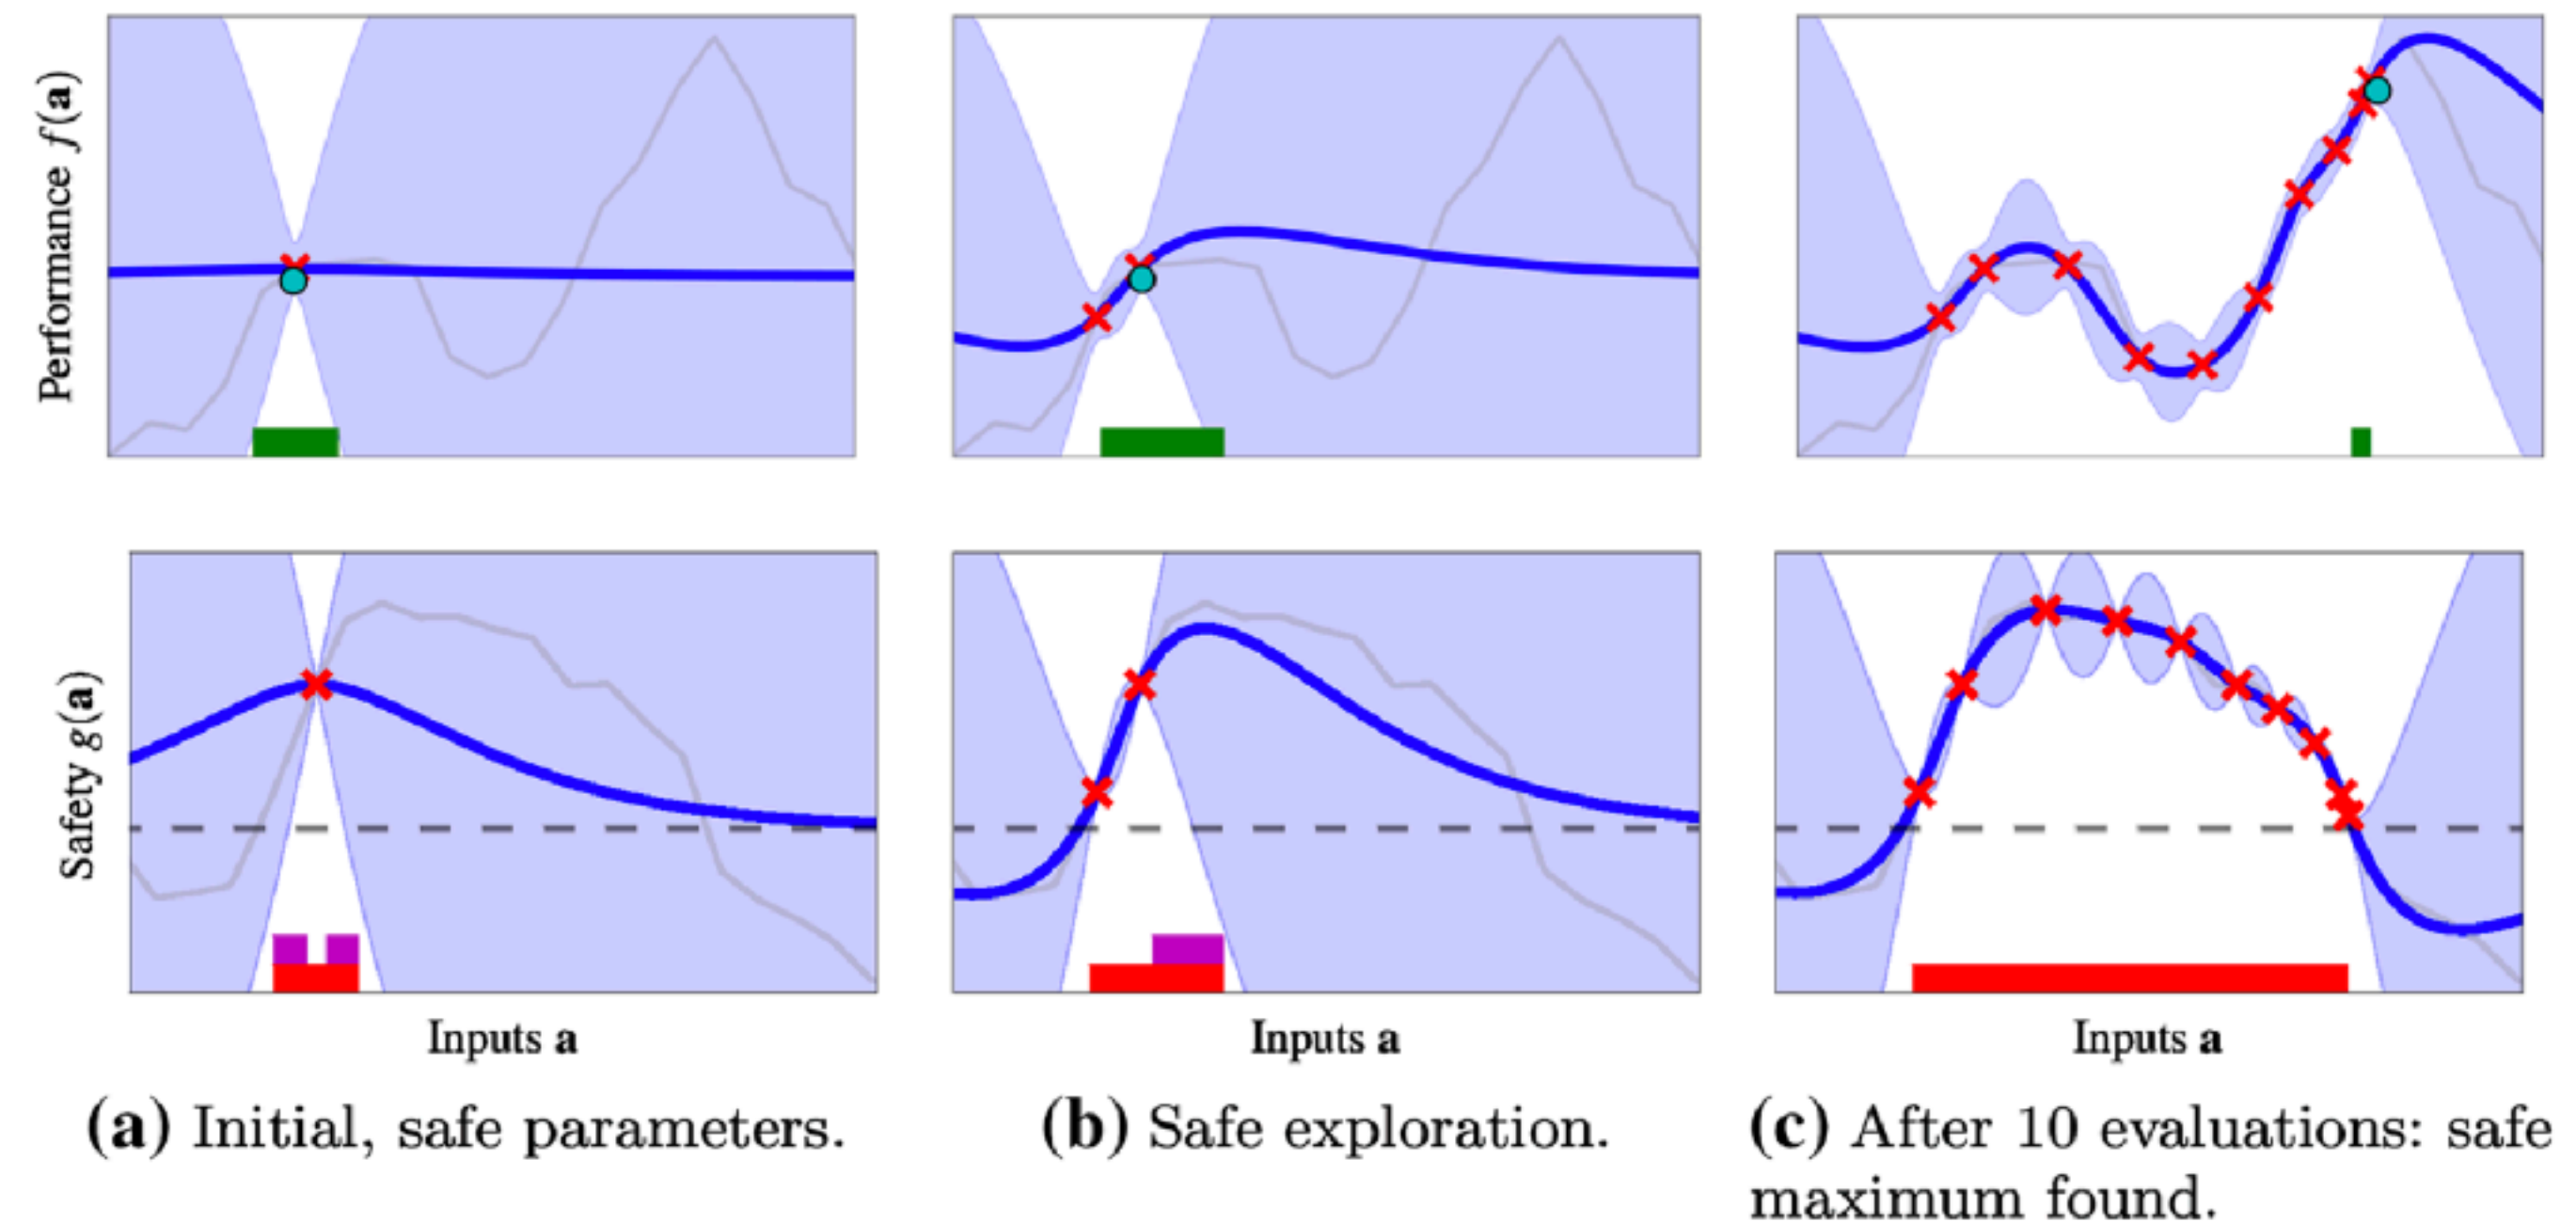 Performance f(a)
Safety g(a)
Inputs a
Inputs a
Inputs a
(a) Initial, safe parameters.
(b) Safe exploration.
(c) After 10 evaluations: safe
maximum found.